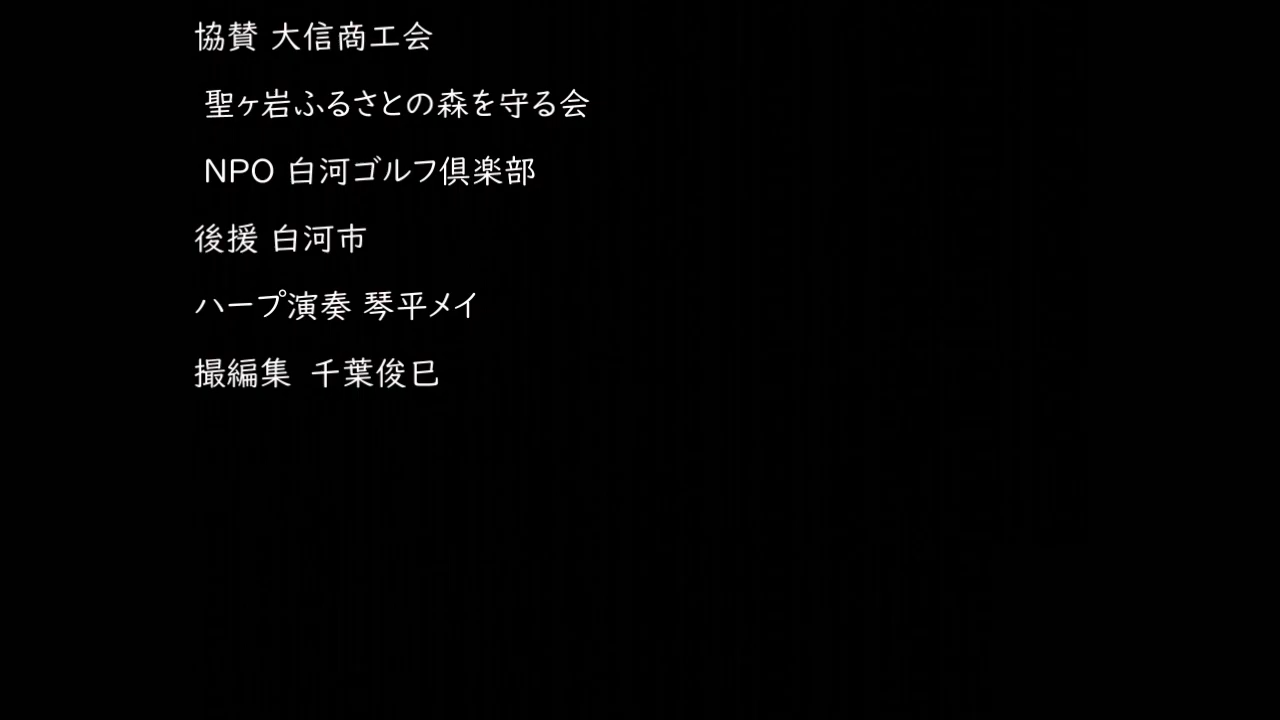 協賛 大信商工会
聖ヶ岩ふるさとの森を守る会
NPO 白河ゴルフ倶楽部
後援 白河市
ハープ演奏 琴平メイ
撮編集 千葉俊巳